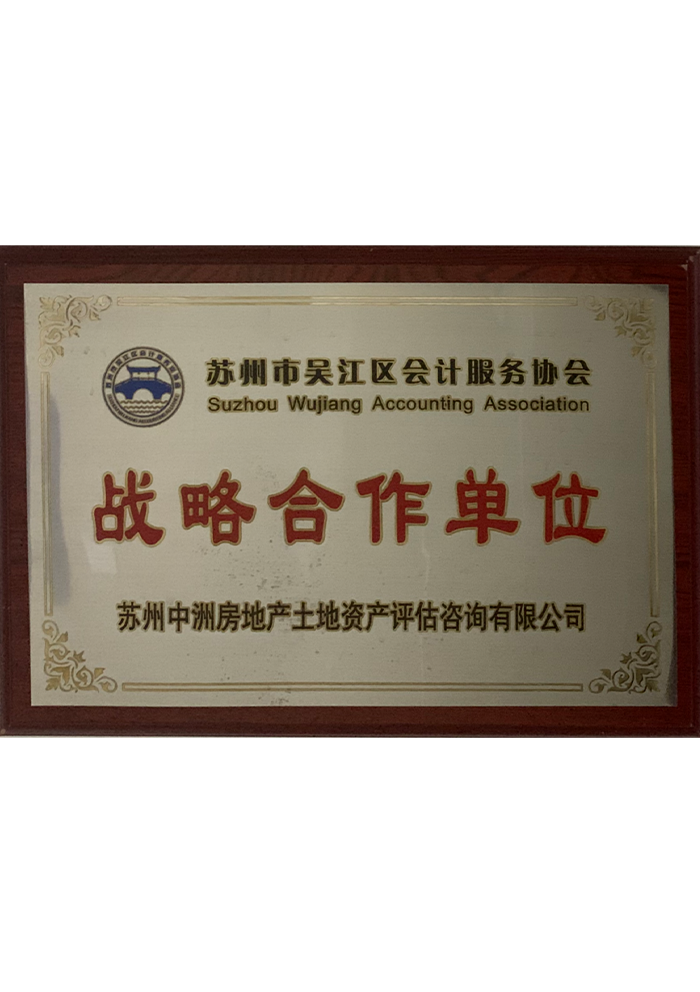 苏州市吴江区会计服务协会
Suzhou Wujiang Accounting Association
战略合作单位
苏州中洲房地产土地资产评估咨询有限公司